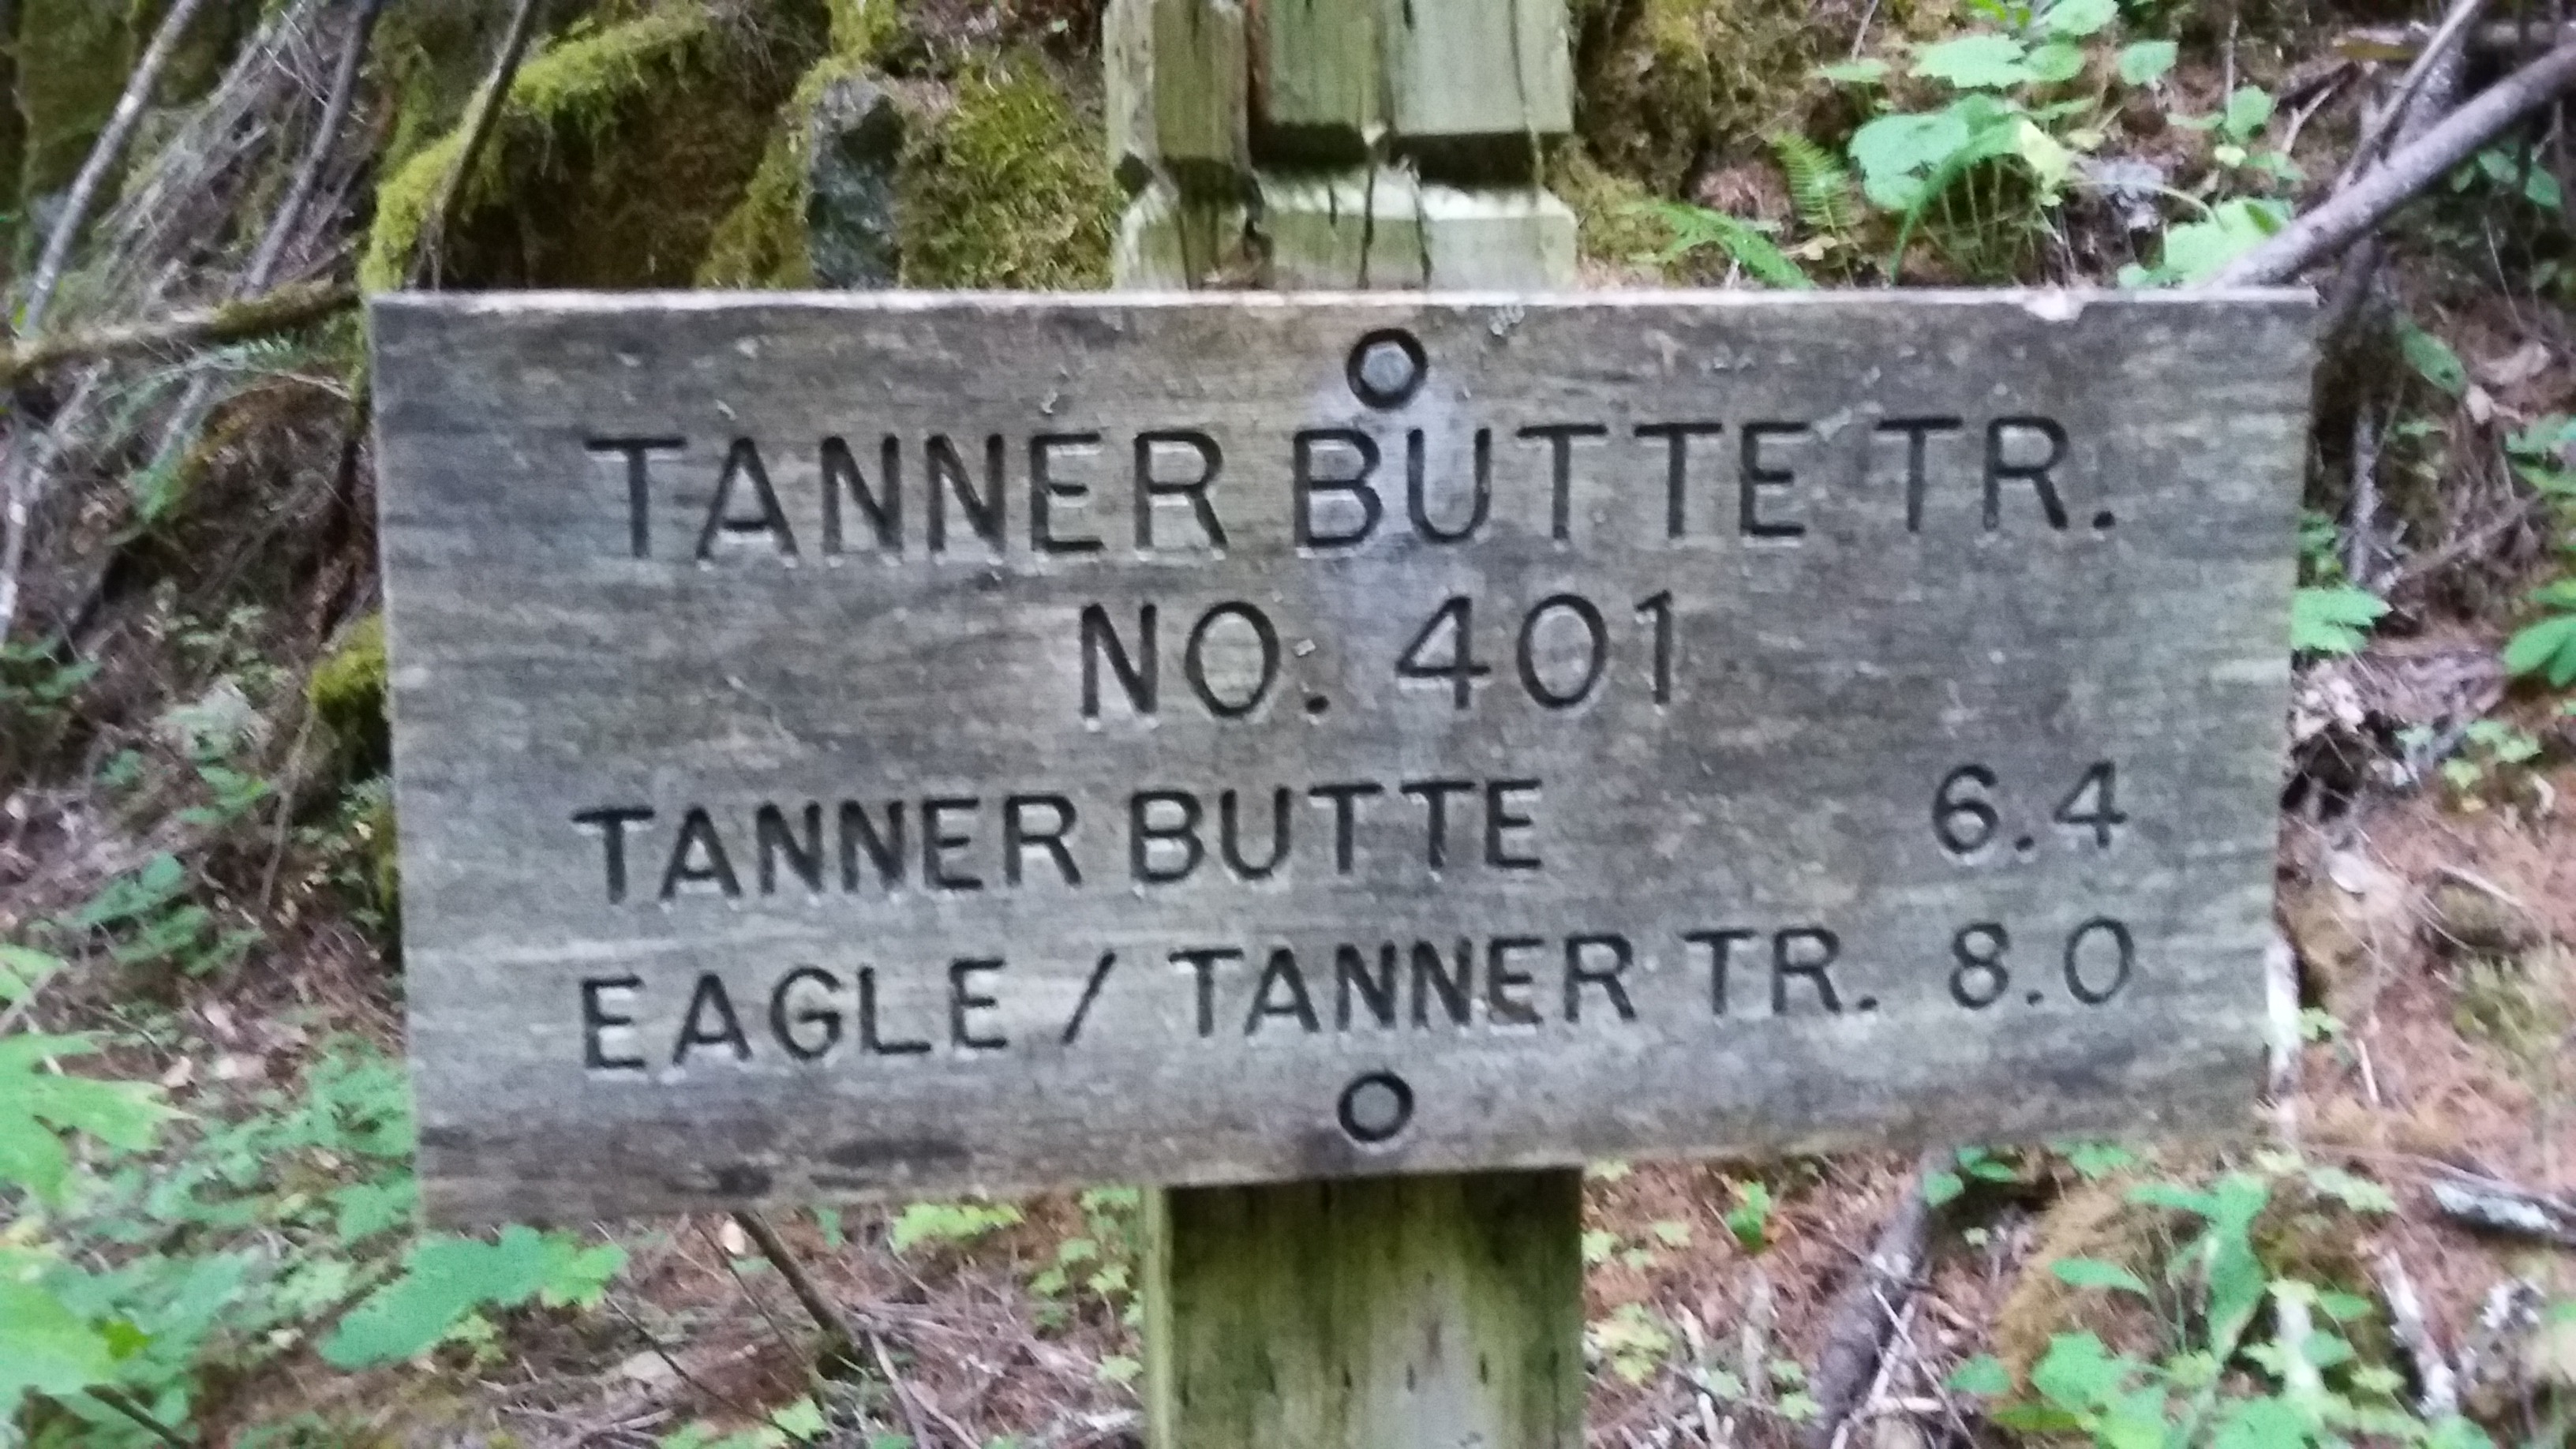 TANNER BUTTE TR.
NO. 401
TANNER BUTTE 6.4
EAGLE / TANNER TR. 8.0